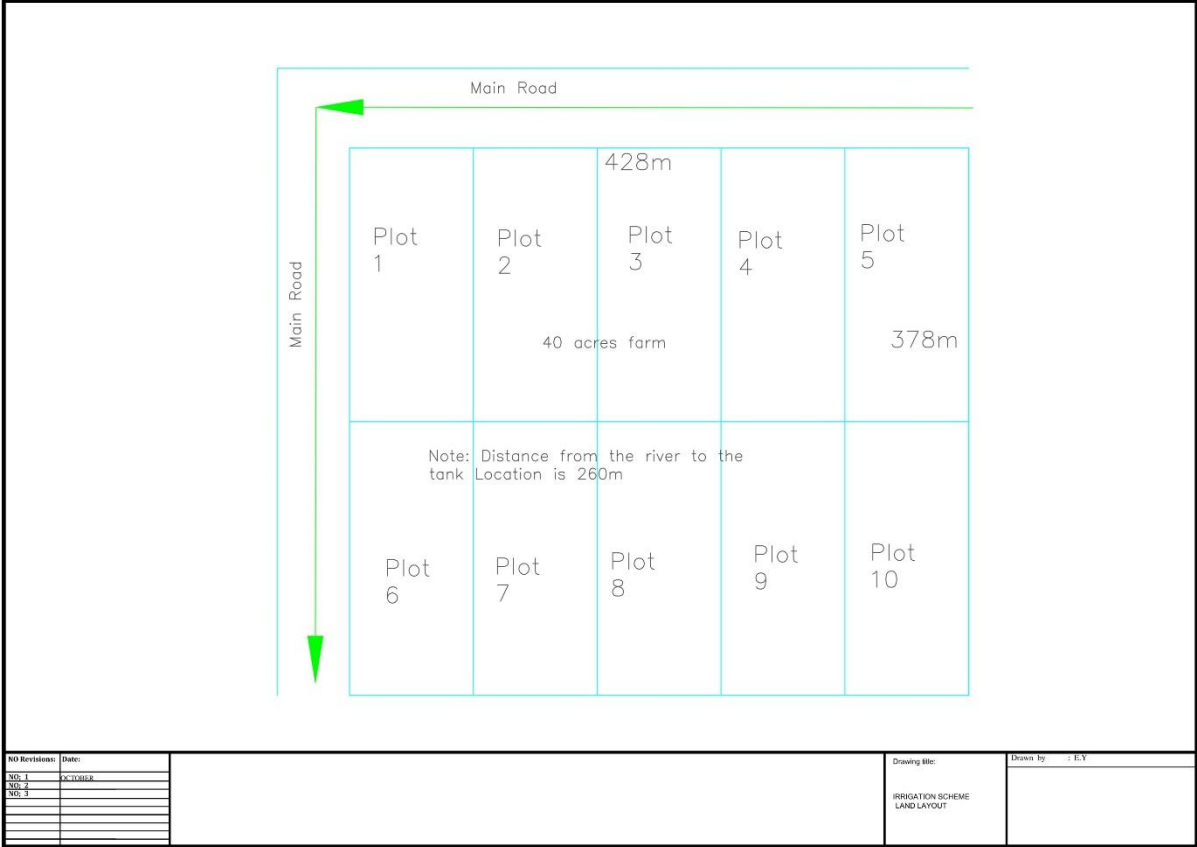 Main Road
428m
Plot
1
Plot
2
Plot
3
Plot
4
Plot
5
Main Road
40 acres farm
378m
Note: Distance from the river to the
tank Location is 260m
Plot
6
Plot
7
Plot
8
Plot
9
Plot
10
NO Revisions: Date:
NO; 1 OCTOBER
NO; 2
NO; 3
Drawing title:
IRRIGATION SCHEME
LAND LAYOUT
Drawn by : E.Y